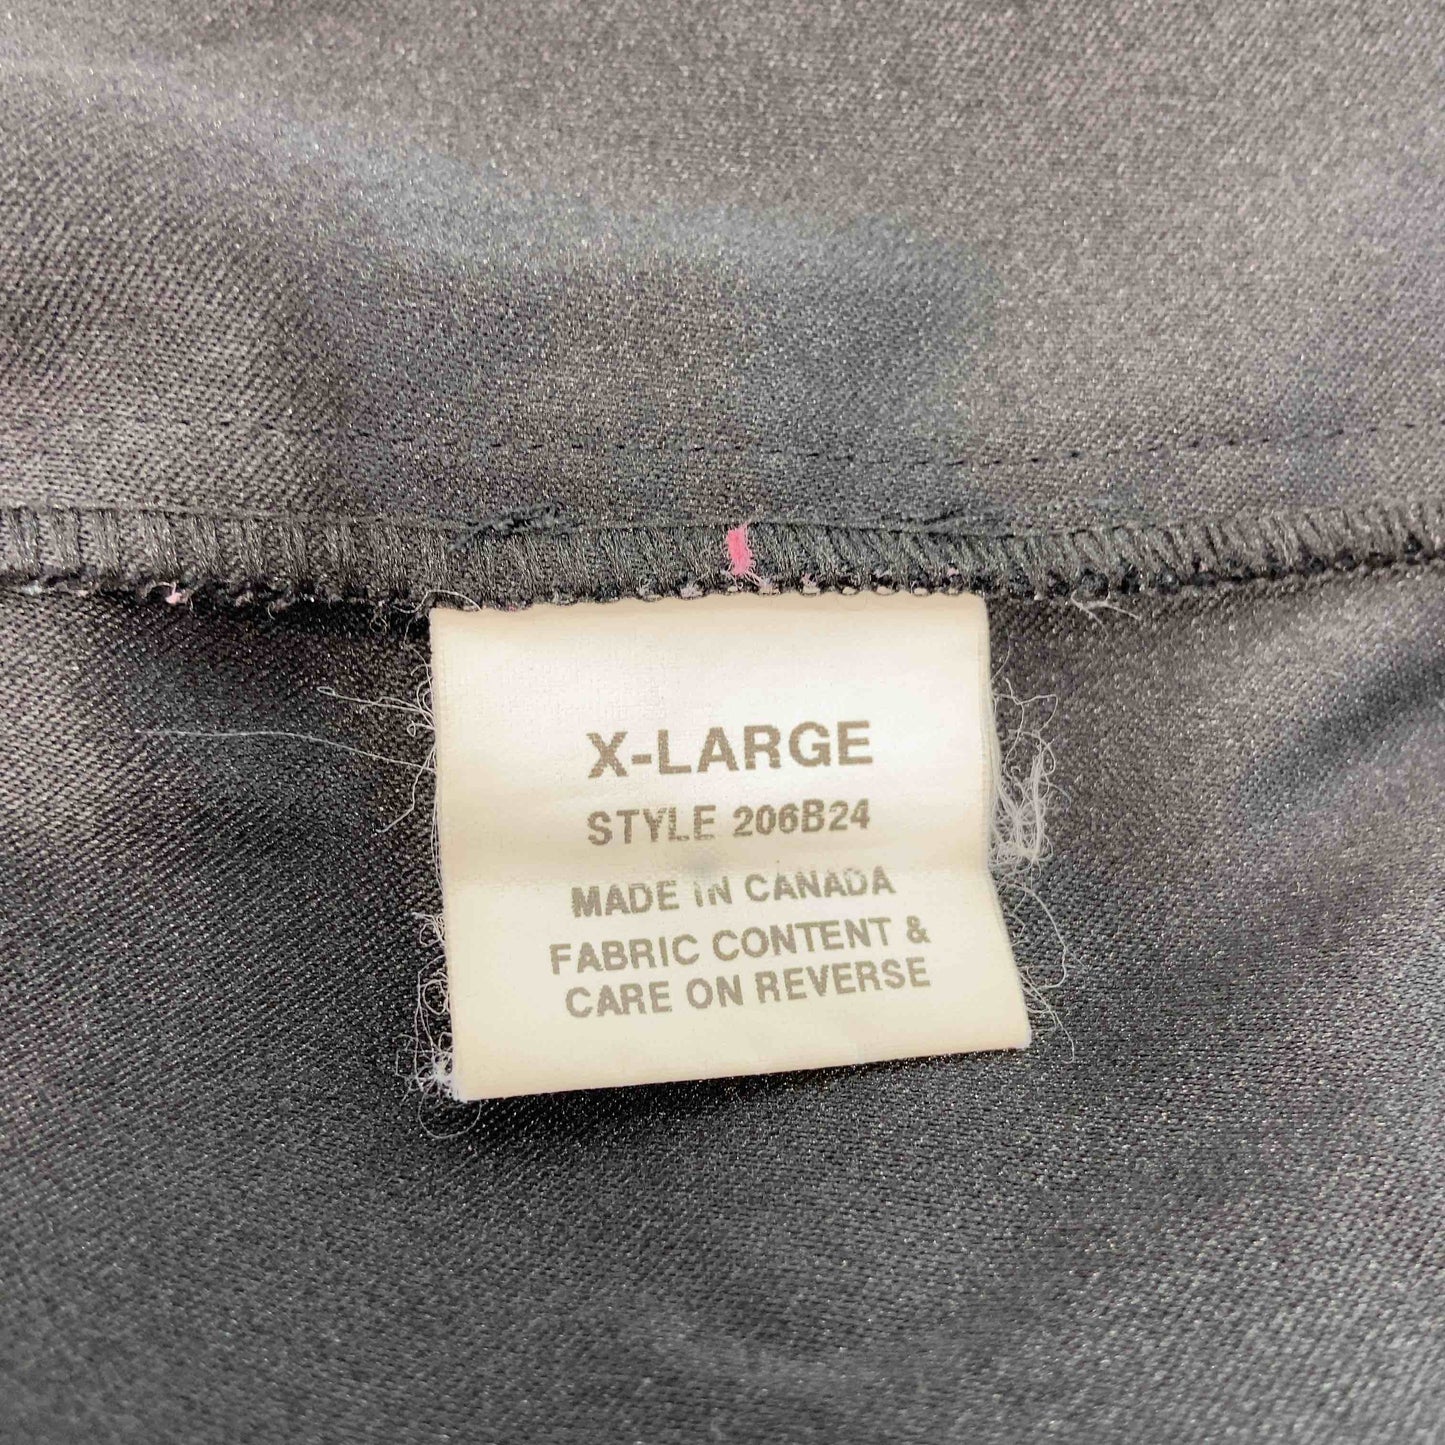 X-LARGE
STYLE 206B24
MADE IN CANADA
FABRIC CONTENT &
CARE ON REVERSE